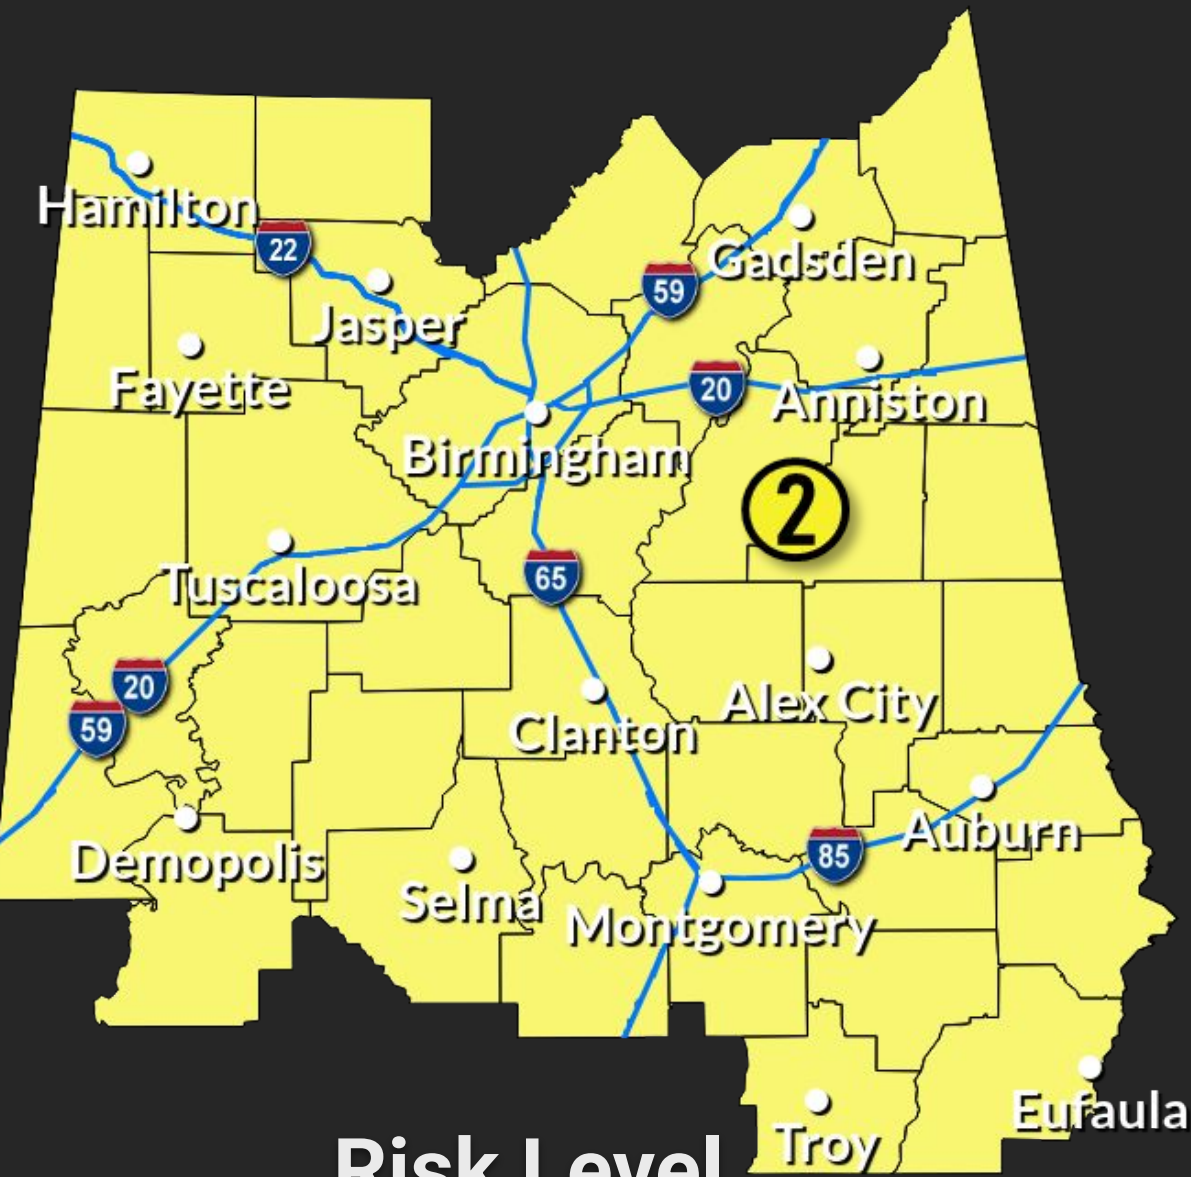 Hamilton
22
Gadsden
59
Jasper
Fayette
20
Anniston
Birmingham
2
Tuscaloosa
65
20
59
Alex City
Clanton
Auburn
Demopolis
85
Selma
Montgomery
Eufaula
Troy
Risk Level